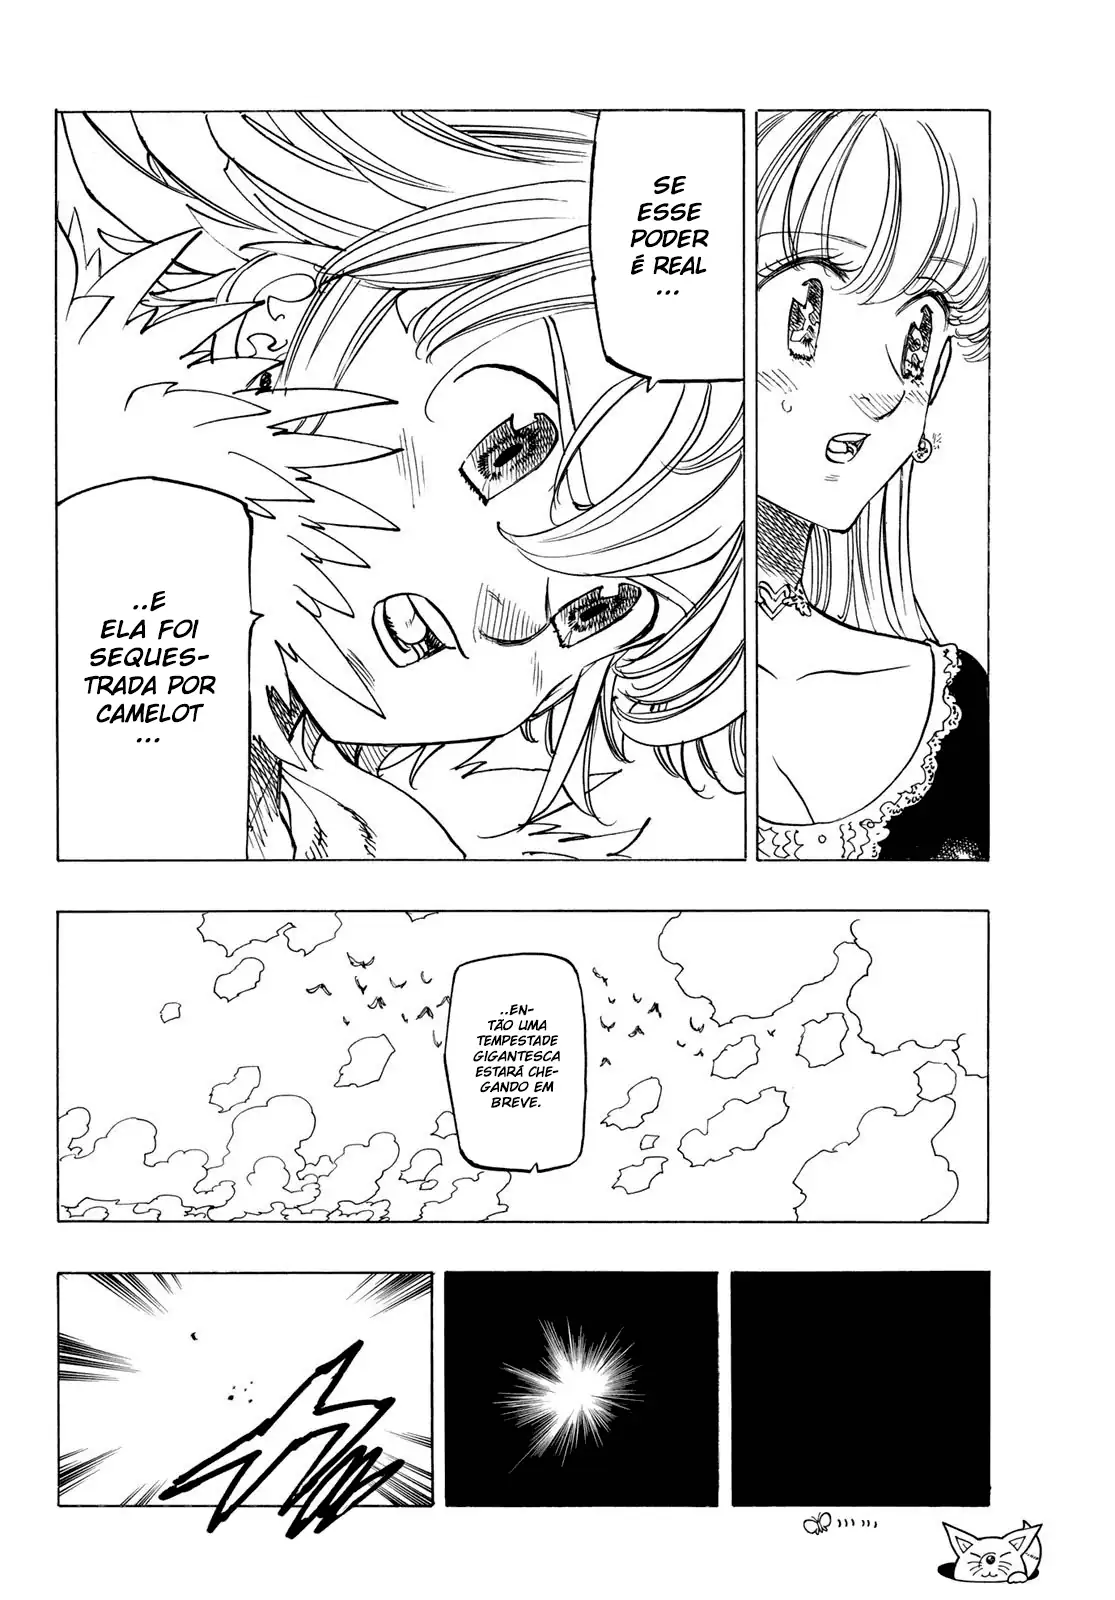 SE
ESSE
PODER
É REAL
...
..E
ELA FOI
SEQUES-
TRADA POR
CAMELOT
...
..EN-
TÃO UMA
TEMPESTADE
GIGANTESCA
ESTARÁ CHE-
GANDO EM
BREVE.